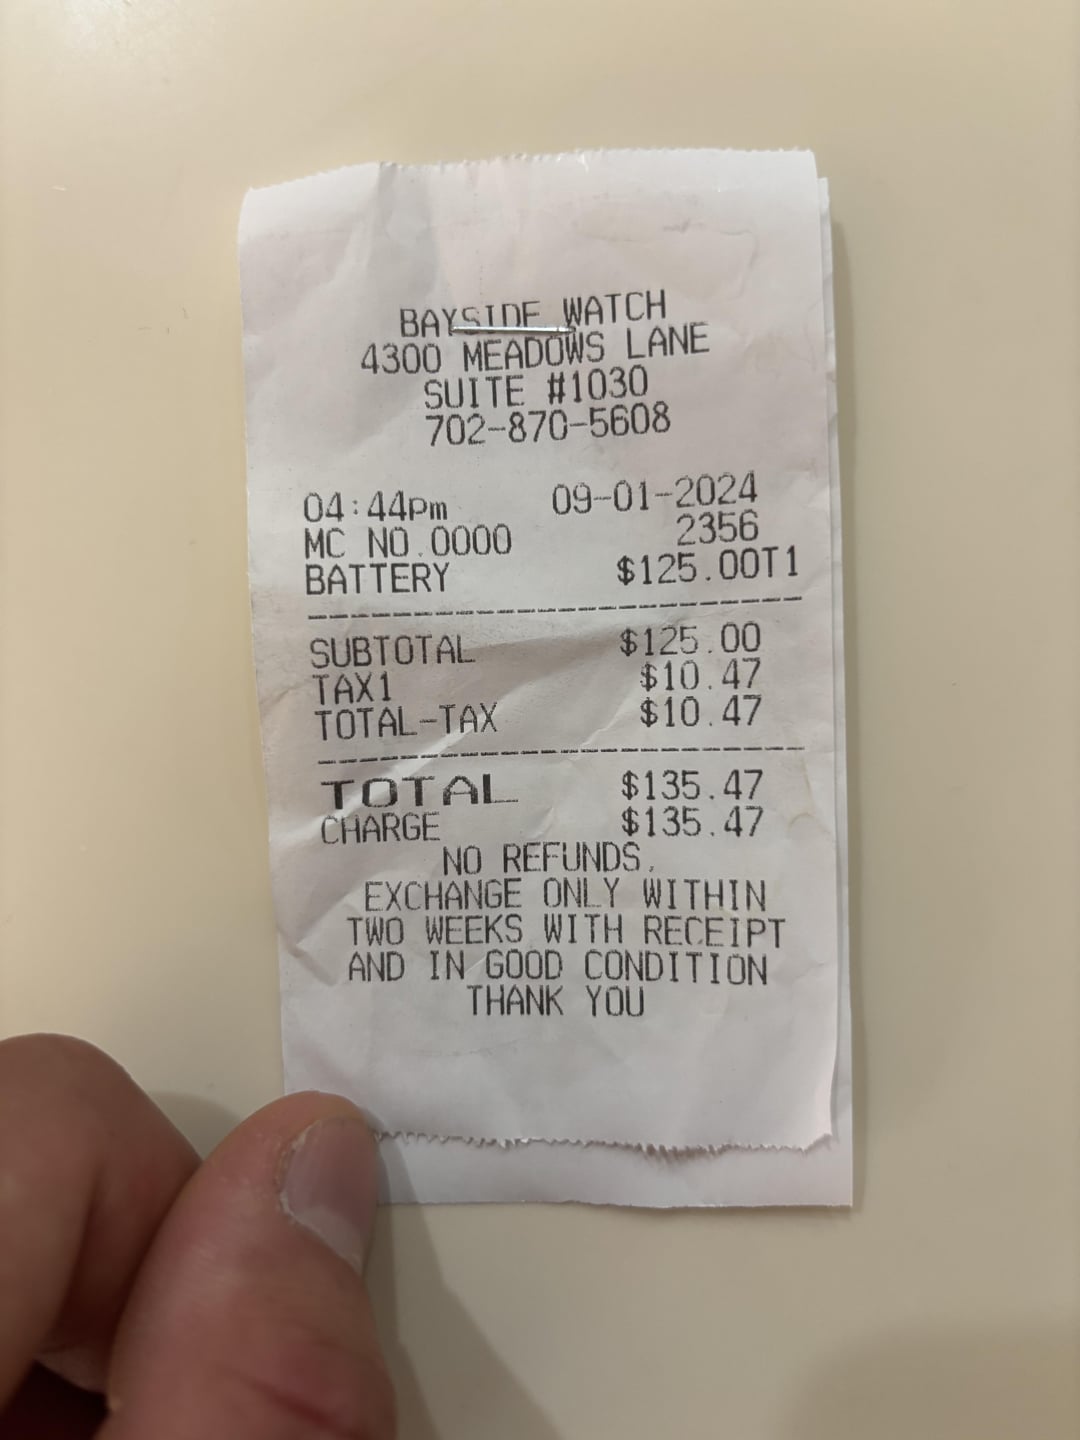 BAYSIDE WATCH
4300 MEADOWS LANE
SUITE #1030
702-870-5608
04:44pm 09-01-2024
MC NO.0000 2356
BATTERY $125.00T1
SUBTOTAL $125.00
TAX1 $10.47
TOTAL-TAX $10.47
TOTAL $135.47
CHARGE $135.47
NO REFUNDS,
EXCHANGE ONLY WITHIN
TWO WEEKS WITH RECEIPT
AND IN GOOD CONDITION
THANK YOU